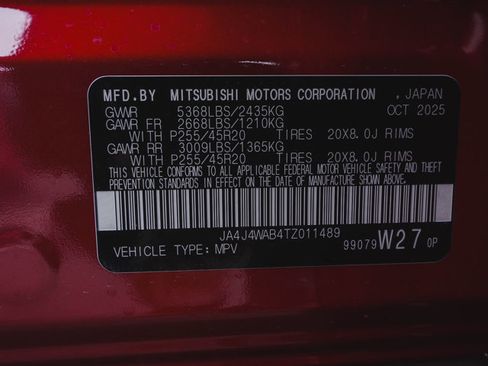 MFD.BY MITSUBISHI MOTORS CORPORATION , JAPAN
GVWR 5368LBS/2435KG OCT 2025
GAWR FR 2668LBS/1210KG
WITH P255/45R20 TIRES 20X8.0J RIMS
GAWR RR 3009LBS/1365KG
WITH P255/45R20 TIRES 20X8.0J RIMS
THIS VEHICLE CONFORMS TO ALL APPLICABLE FEDERAL MOTOR VEHICLE SAFETY AND THEFT
PREVENTION STANDARDS IN EFFECT ON THE DATE OF MANUFACTURE SHOWN ABOVE.
JA4J4WAB4TZ011489
VEHICLE TYPE: MPV 99079 W27 0P